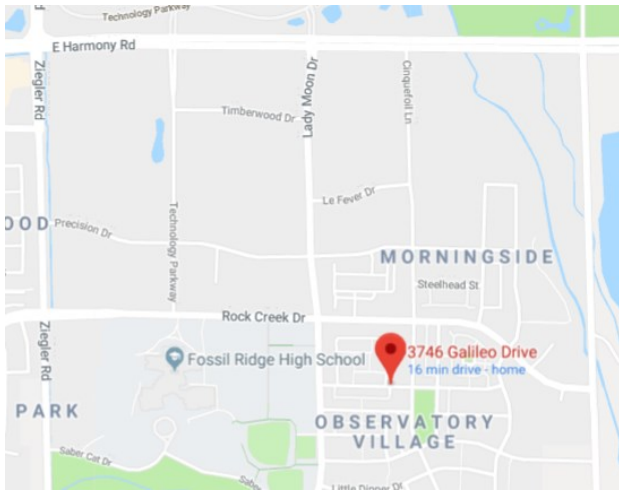 Technology Parkway
E Harmony Rd
Ziegler Rd
Timberwood Dr
Lady Moon Dr
Cinquefoil Ln
Le Fever Dr
OOD
Precision Dr
Technology Parkway
MORNINGSIDE
Steelhead St
Rock Creek Dr
Ziegler Rd
Fossil Ridge High School
3746 Galileo Drive
16 min drive - home
PARK
OBSERVATORY
VILLAGE
Saber Cat Dr
Saber
Little Dipper Dr